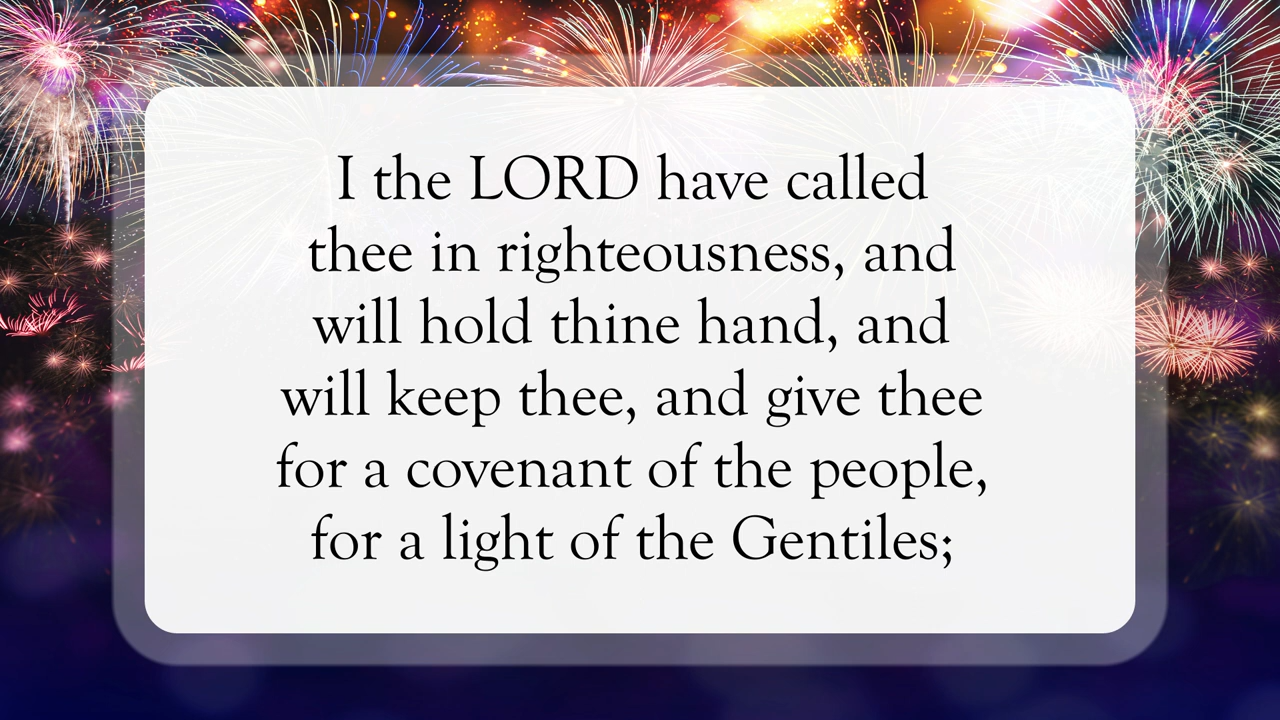 I the LORD have called
thee in righteousness, and
will hold thine hand, and
will keep thee, and give thee
for a covenant of the people,
for a light of the Gentiles;